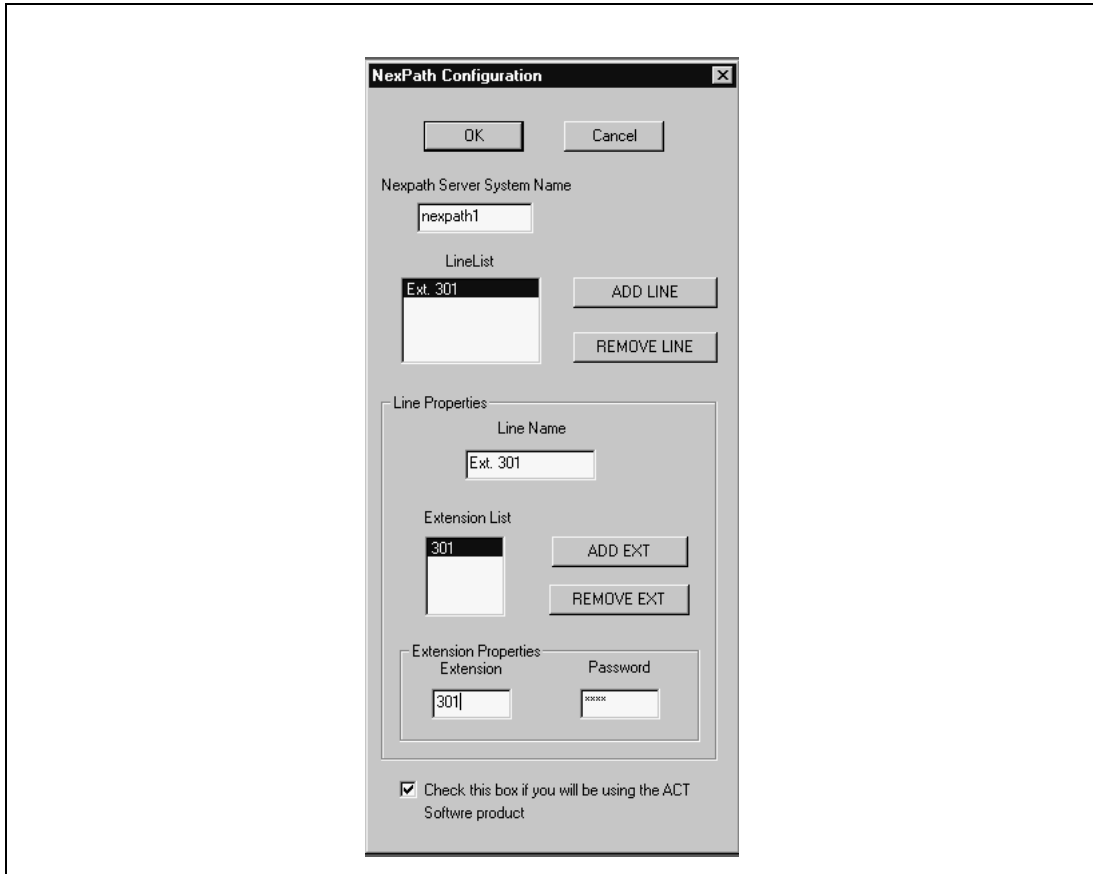 NexPath Configuration
OK Cancel
Nexpath Server System Name
nexpath1
LineList
Ext. 301
ADD LINE
REMOVE LINE
Line Properties
Line Name
Ext. 301
Extension List
301
ADD EXT
REMOVE EXT
Extension Properties
Extension Password
301 ****
Check this box if you will be using the ACT
Softwre product